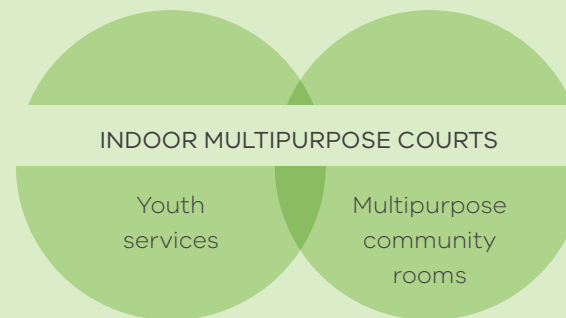 INDOOR MULTIPURPOSE COURTS
Youth
services
Multipurpose
community
rooms